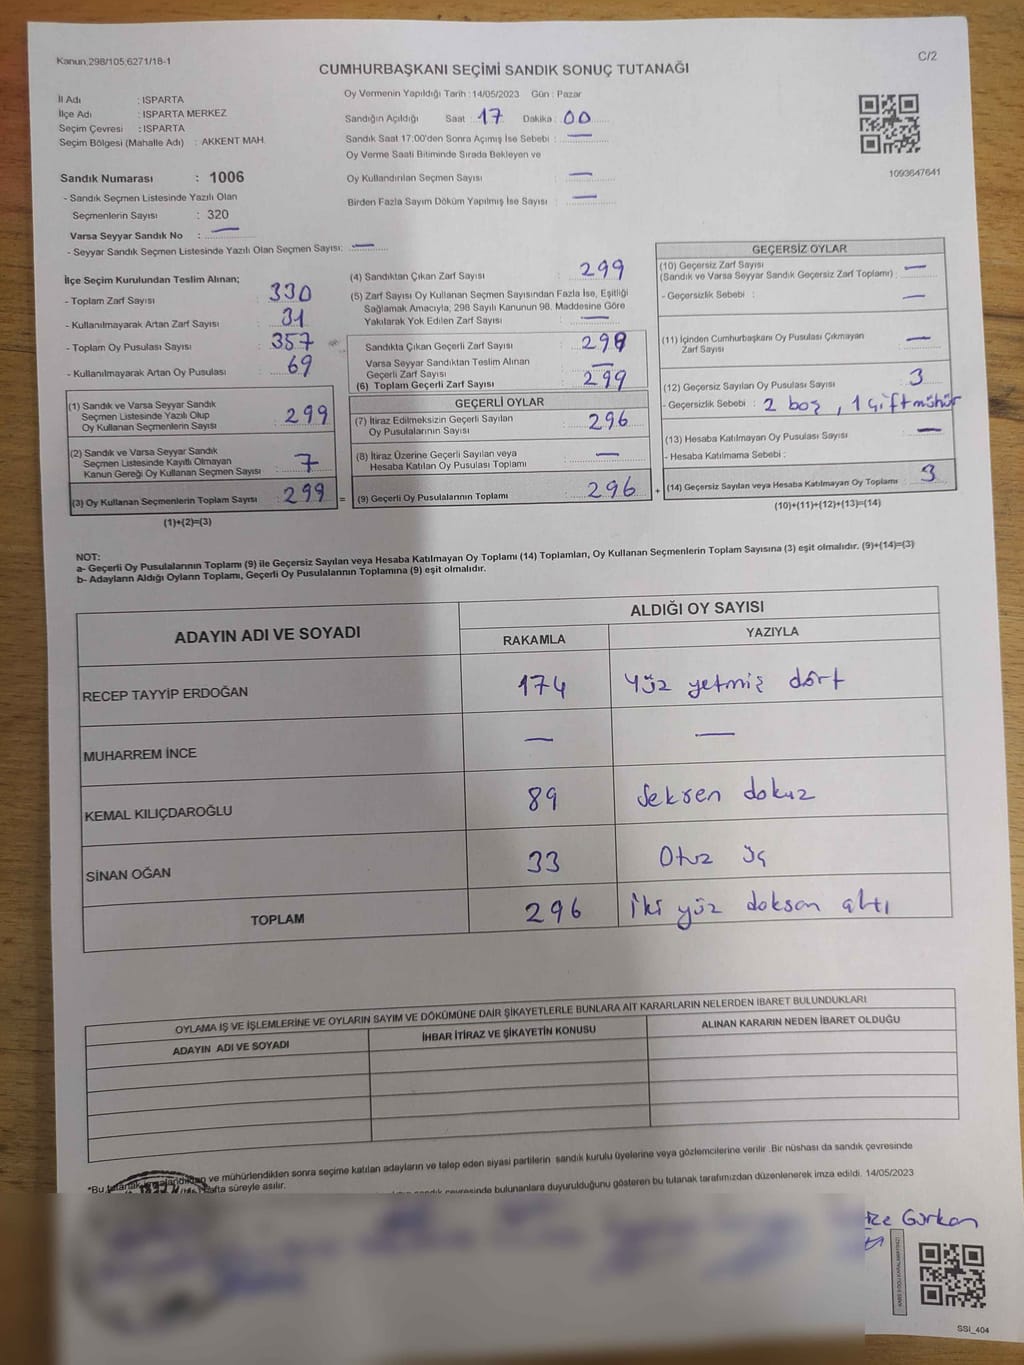 Kanun;298/105;6271/18-1
C/2
CUMHURBAŞKANI SEÇİMİ SANDIK SONUÇ TUTANAĞI
İl Adı : ISPARTA
İlçe Adı : ISPARTA MERKEZ
Seçim Çevresi : ISPARTA
Seçim Bölgesi (Mahalle Adı) : AKKENT MAH.
Sandık Numarası : 1006
- Sandık Seçmen Listesinde Yazılı Olan
Seçmenlerin Sayısı : 320
Varsa Seyyar Sandık No : —
- Seyyar Sandık Seçmen Listesinde Yazılı Olan Seçmen Sayısı: —
Oy Vermenin Yapıldığı Tarih : 14/05/2023 Gün : Pazar
Sandığın Açıldığı Saat : 17 Dakika : 00
Sandık Saat 17:00'den Sonra Açımış İse Sebebi : —
Oy Verme Saati Bitiminde Sırada Bekleyen ve
Oy Kullandırılan Seçmen Sayısı : —
Birden Fazla Sayım Döküm Yapılmış İse Sayısı : —
1093647641
İlçe Seçim Kurulundan Teslim Alınan;
- Toplam Zarf Sayısı : 330
- Kullanılmayarak Artan Zarf Sayısı : 31
- Toplam Oy Pusulası Sayısı : 357
- Kullanılmayarak Artan Oy Pusulası : 69
(1) Sandık ve Varsa Seyyar Sandık
Seçmen Listesinde Yazılı Olup
Oy Kullanan Seçmenlerin Sayısı : 299
(2) Sandık ve Varsa Seyyar Sandık
Seçmen Listesinde Kayıtlı Olmayan
Kanun Gereği Oy Kullanan Seçmen Sayısı : 7
(3) Oy Kullanan Seçmenlerin Toplam Sayısı : 299 =
(1)+(2)=(3)
(4) Sandıktan Çıkan Zarf Sayısı : 299
(5) Zarf Sayısı Oy Kullanan Seçmen Sayısından Fazla İse, Eşitliği
Sağlamak Amacıyla; 298 Sayılı Kanunun 98. Maddesine Göre
Yakılarak Yok Edilen Zarf Sayısı : —
Sandıkta Çıkan Geçerli Zarf Sayısı : 299
Varsa Seyyar Sandıktan Teslim Alınan
Geçerli Zarf Sayısı : —
(6) Toplam Geçerli Zarf Sayısı : 299
GEÇERLİ OYLAR
(7) İtiraz Edilmeksizin Geçerli Sayılan
Oy Pusulalarının Sayısı : 296
(8) İtiraz Üzerine Geçerli Sayılan veya
Hesaba Katılan Oy Pusulası Toplamı : —
(9) Geçerli Oy Pusulalarının Toplamı : 296 +
GEÇERSİZ OYLAR
(10) Geçersiz Zarf Sayısı
(Sandık ve Varsa Seyyar Sandık Geçersiz Zarf Toplamı) : —
- Geçersizlik Sebebi : —
(11) İçinden Cumhurbaşkanı Oy Pusulası Çıkmayan
Zarf Sayısı : —
(12) Geçersiz Sayılan Oy Pusulası Sayısı : 3
- Geçersizlik Sebebi : 2 boş , 1 çift mühür
(13) Hesaba Katılmayan Oy Pusulası Sayısı : —
- Hesaba Katılmama Sebebi :
(14) Geçersiz Sayılan veya Hesaba Katılmayan Oy Toplamı : 3
(10)+(11)+(12)+(13)=(14)
NOT:
a- Geçerli Oy Pusulalarının Toplamı (9) ile Geçersiz Sayılan veya Hesaba Katılmayan Oy Toplamı (14) Toplamları, Oy Kullanan Seçmenlerin Toplam Sayısına (3) eşit olmalıdır. (9)+(14)=(3)
b- Adayların Aldığı Oyların Toplamı, Geçerli Oy Pusulalarının Toplamına (9) eşit olmalıdır.
ADAYIN ADI VE SOYADI
ALDIĞI OY SAYISI
RAKAMLA YAZIYLA
RECEP TAYYİP ERDOĞAN 174 Yüz yetmiş dört
MUHARREM İNCE — —
KEMAL KILIÇDAROĞLU 89 Seksen dokuz
SİNAN OĞAN 33 Otuz üç
TOPLAM 296 İki yüz doksan altı
OYLAMA İŞ VE İŞLEMLERİNE VE OYLARIN SAYIM VE DÖKÜMÜNE DAİR ŞİKAYETLERLE BUNLARA AİT KARARLARIN NELERDEN İBARET BULUNDUKLARI
ADAYIN ADI VE SOYADI İHBAR İTİRAZ VE ŞİKAYETİN KONUSU ALINAN KARARIN NEDEN İBARET OLDUĞU
*Bu ve mühürlendikten sonra seçime katılan adayların ve talep eden siyasi partilerin sandık kurulu üyelerine veya gözlemcilerine verilir. Bir nüshası da sandık çevresinde
hafta süreyle asılır.
sandık çevresinde bulunanlara duyurulduğunu gösteren bu tutanak tarafımızdan düzenlenerek imza edildi. 14/05/2023
Gürkan
SSI_404